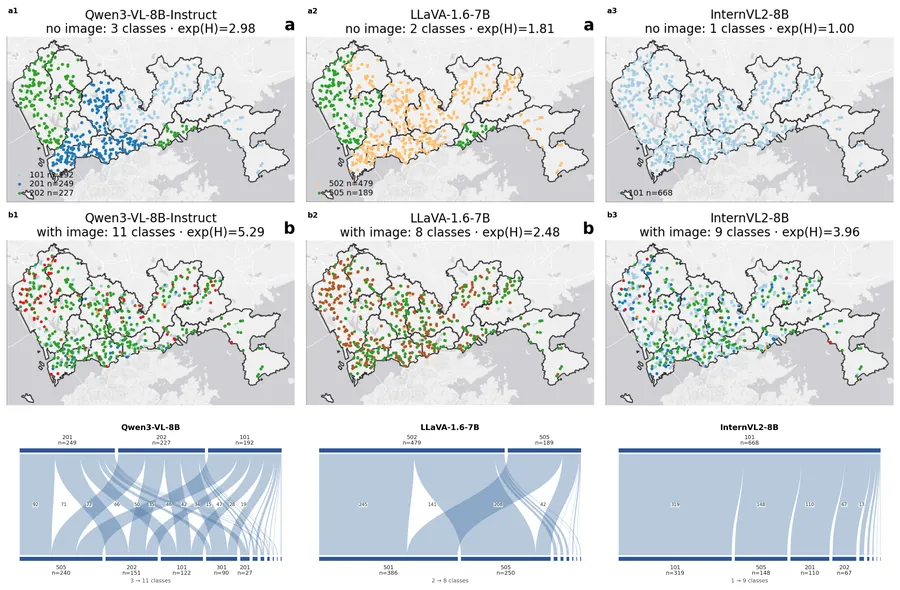 a1
Qwen3-VL-8B-Instruct
no image: 3 classes · exp(H)=2.98
a
101 n=192
201 n=249
202 n=227
a2
LLaVA-1.6-7B
no image: 2 classes · exp(H)=1.81
a
502 n=479
505 n=189
a3
InternVL2-8B
no image: 1 classes · exp(H)=1.00
101 n=668
b1
Qwen3-VL-8B-Instruct
with image: 11 classes · exp(H)=5.29
b
b2
LLaVA-1.6-7B
with image: 8 classes · exp(H)=2.48
b
b3
InternVL2-8B
with image: 9 classes · exp(H)=3.96
Qwen3-VL-8B
201
n=249
202
n=227
101
n=192
92 71 66 47 19
505
n=240
202
n=151
101
n=122
301
n=90
201
n=27
3 → 11 classes
LLaVA-1.6-7B
502
n=479
505
n=189
245 141 42
501
n=386
505
n=250
2 → 8 classes
InternVL2-8B
101
n=668
319 148 110 67 13
101
n=319
505
n=148
201
n=110
202
n=67
1 → 9 classes